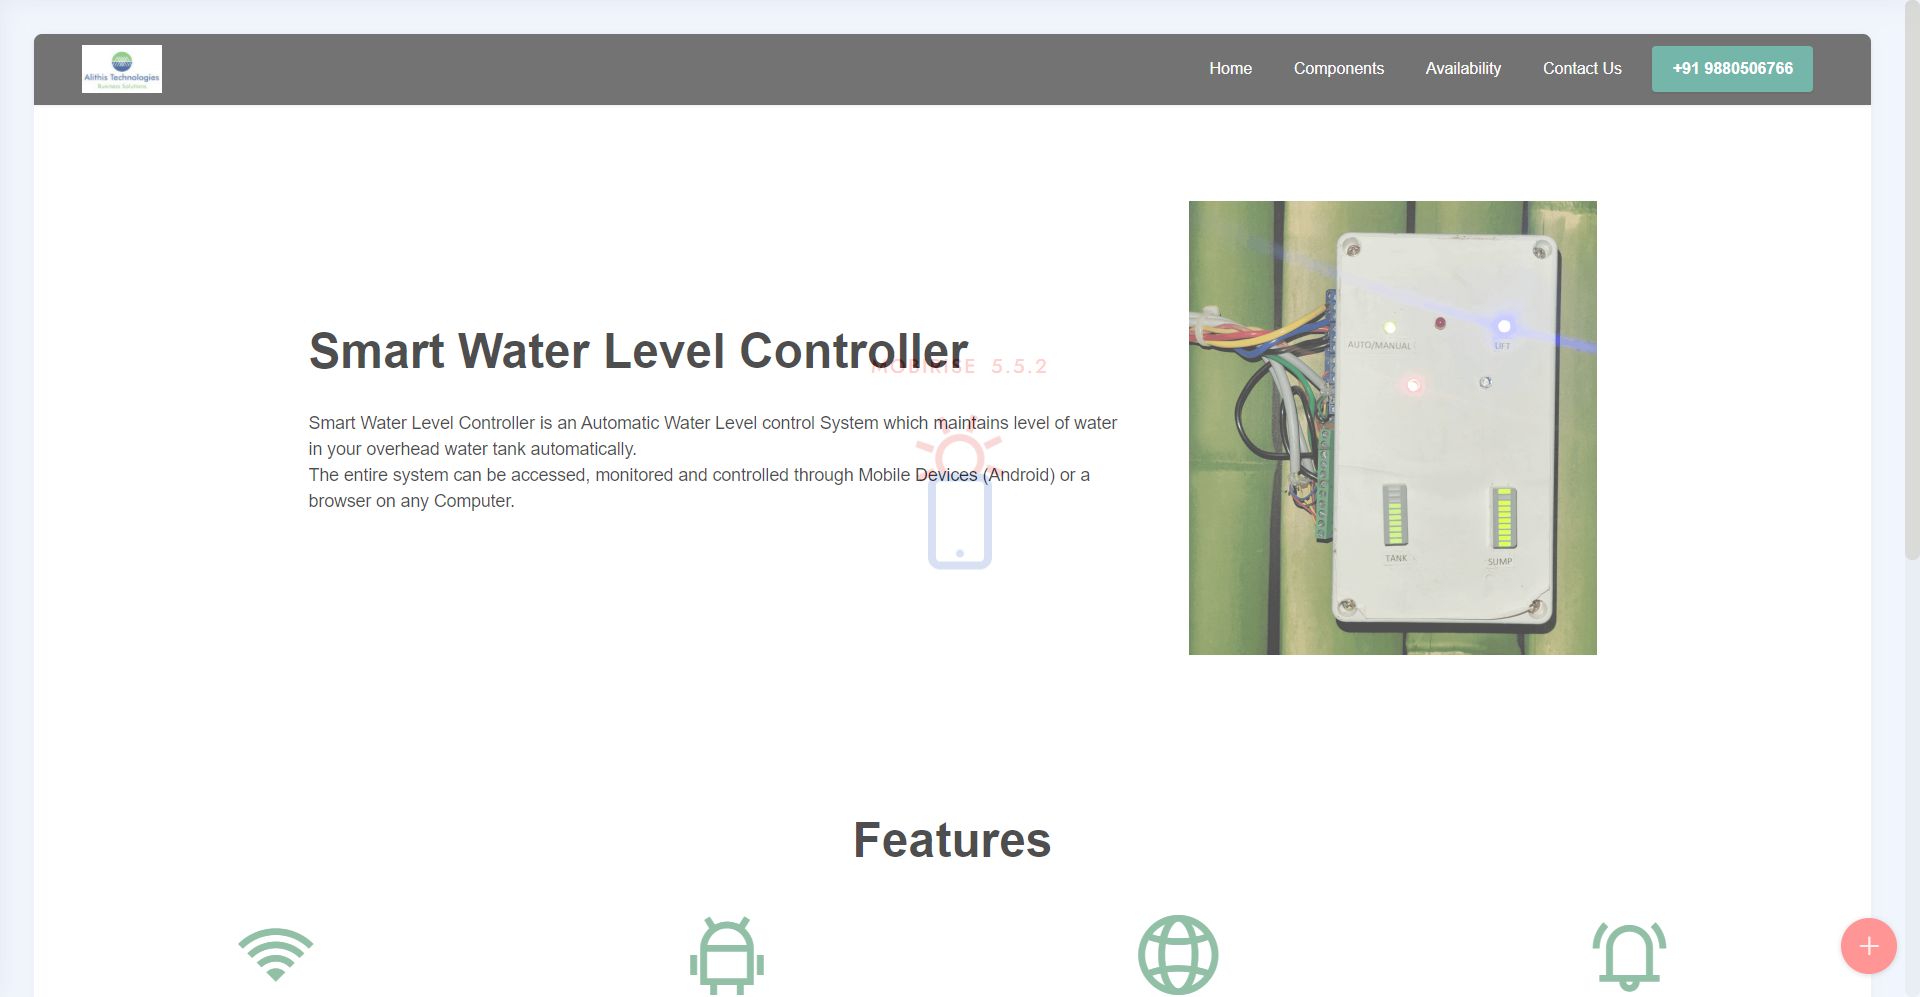 Alithis Technologies
Business Solutions
Home
Components
Availability
Contact Us
+91 9880506766
Smart Water Level Controller
MOBIRISE 5.5.2
Smart Water Level Controller is an Automatic Water Level control System which maintains level of water
in your overhead water tank automatically.
The entire system can be accessed, monitored and controlled through Mobile Devices (Android) or a
browser on any Computer.
AUTO/MANUAL
LIFT
TANK
SUMP
Features